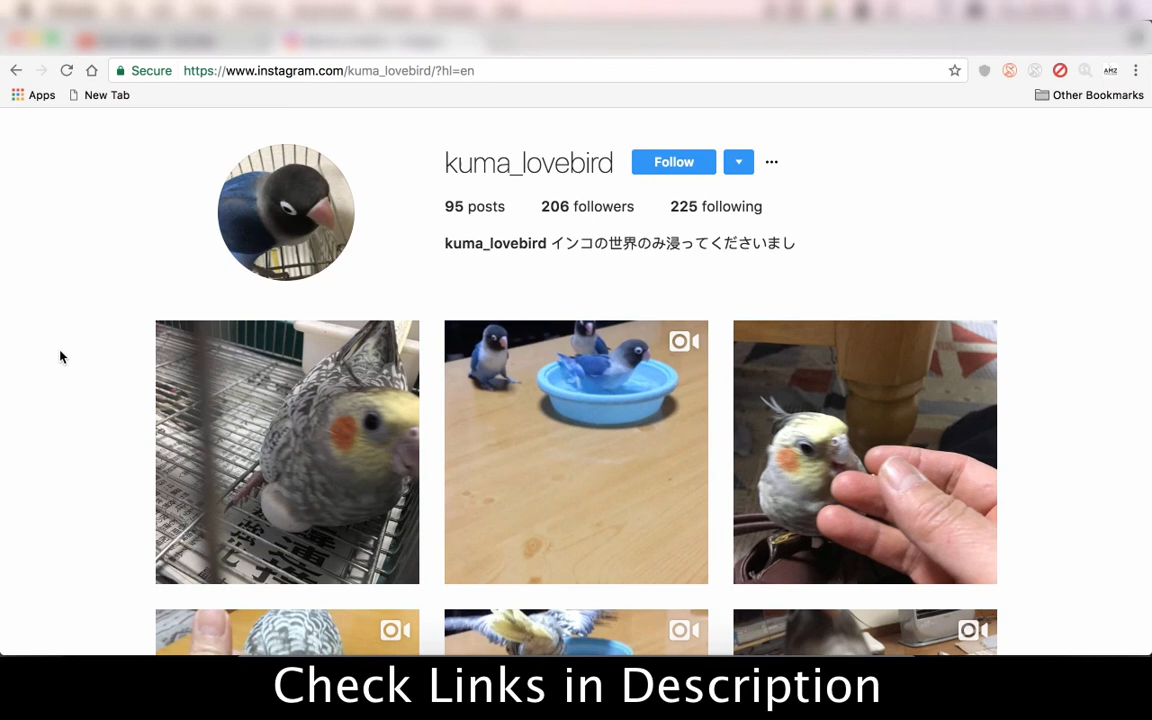 Secure https://www.instagram.com/kuma_lovebird/?hl=en
AMZ
Apps New Tab Other Bookmarks
kuma_lovebird Follow
95 posts 206 followers 225 following
kuma_lovebird インコの世界のみ浸ってくださいまし
Check Links in Description